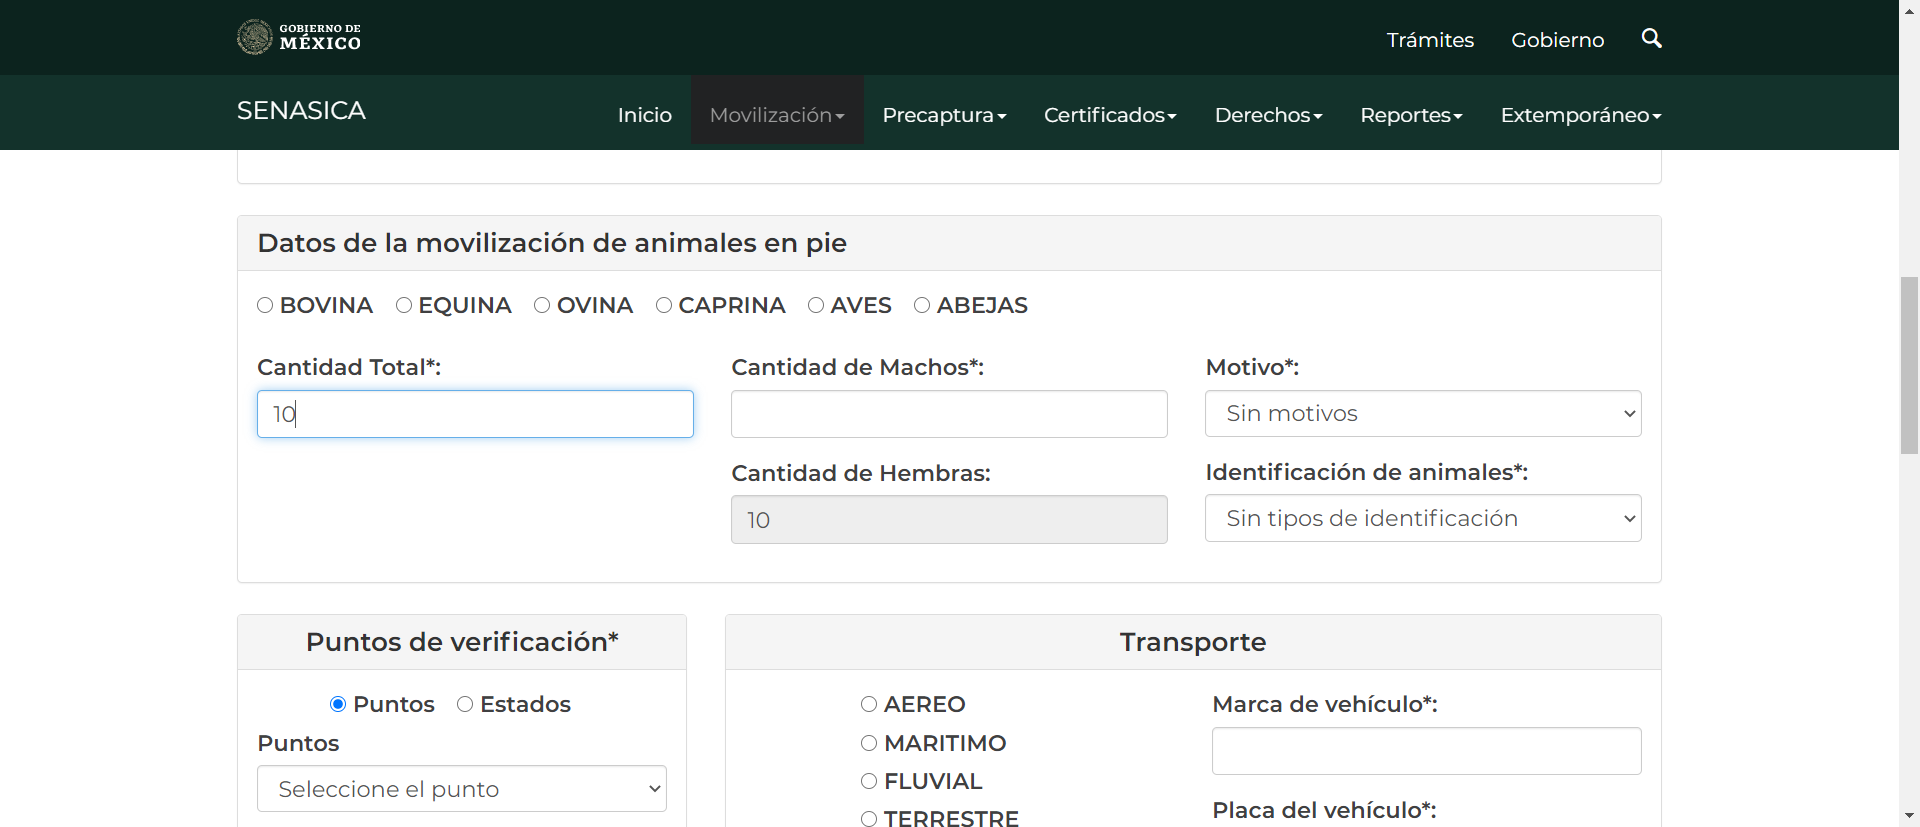 GOBIERNO DE
MÉXICO
Trámites Gobierno
SENASICA
Inicio Movilización Precaptura Certificados Derechos Reportes Extemporáneo
Datos de la movilización de animales en pie
BOVINA EQUINA OVINA CAPRINA AVES ABEJAS
Cantidad Total*: Cantidad de Machos*: Motivo*:
10 Sin motivos
Cantidad de Hembras: Identificación de animales*:
10 Sin tipos de identificación
Puntos de verificación*
Puntos Estados
Puntos
Seleccione el punto
Transporte
AEREO
MARITIMO
FLUVIAL
TERRESTRE
Marca de vehículo*:
Placa del vehículo*: